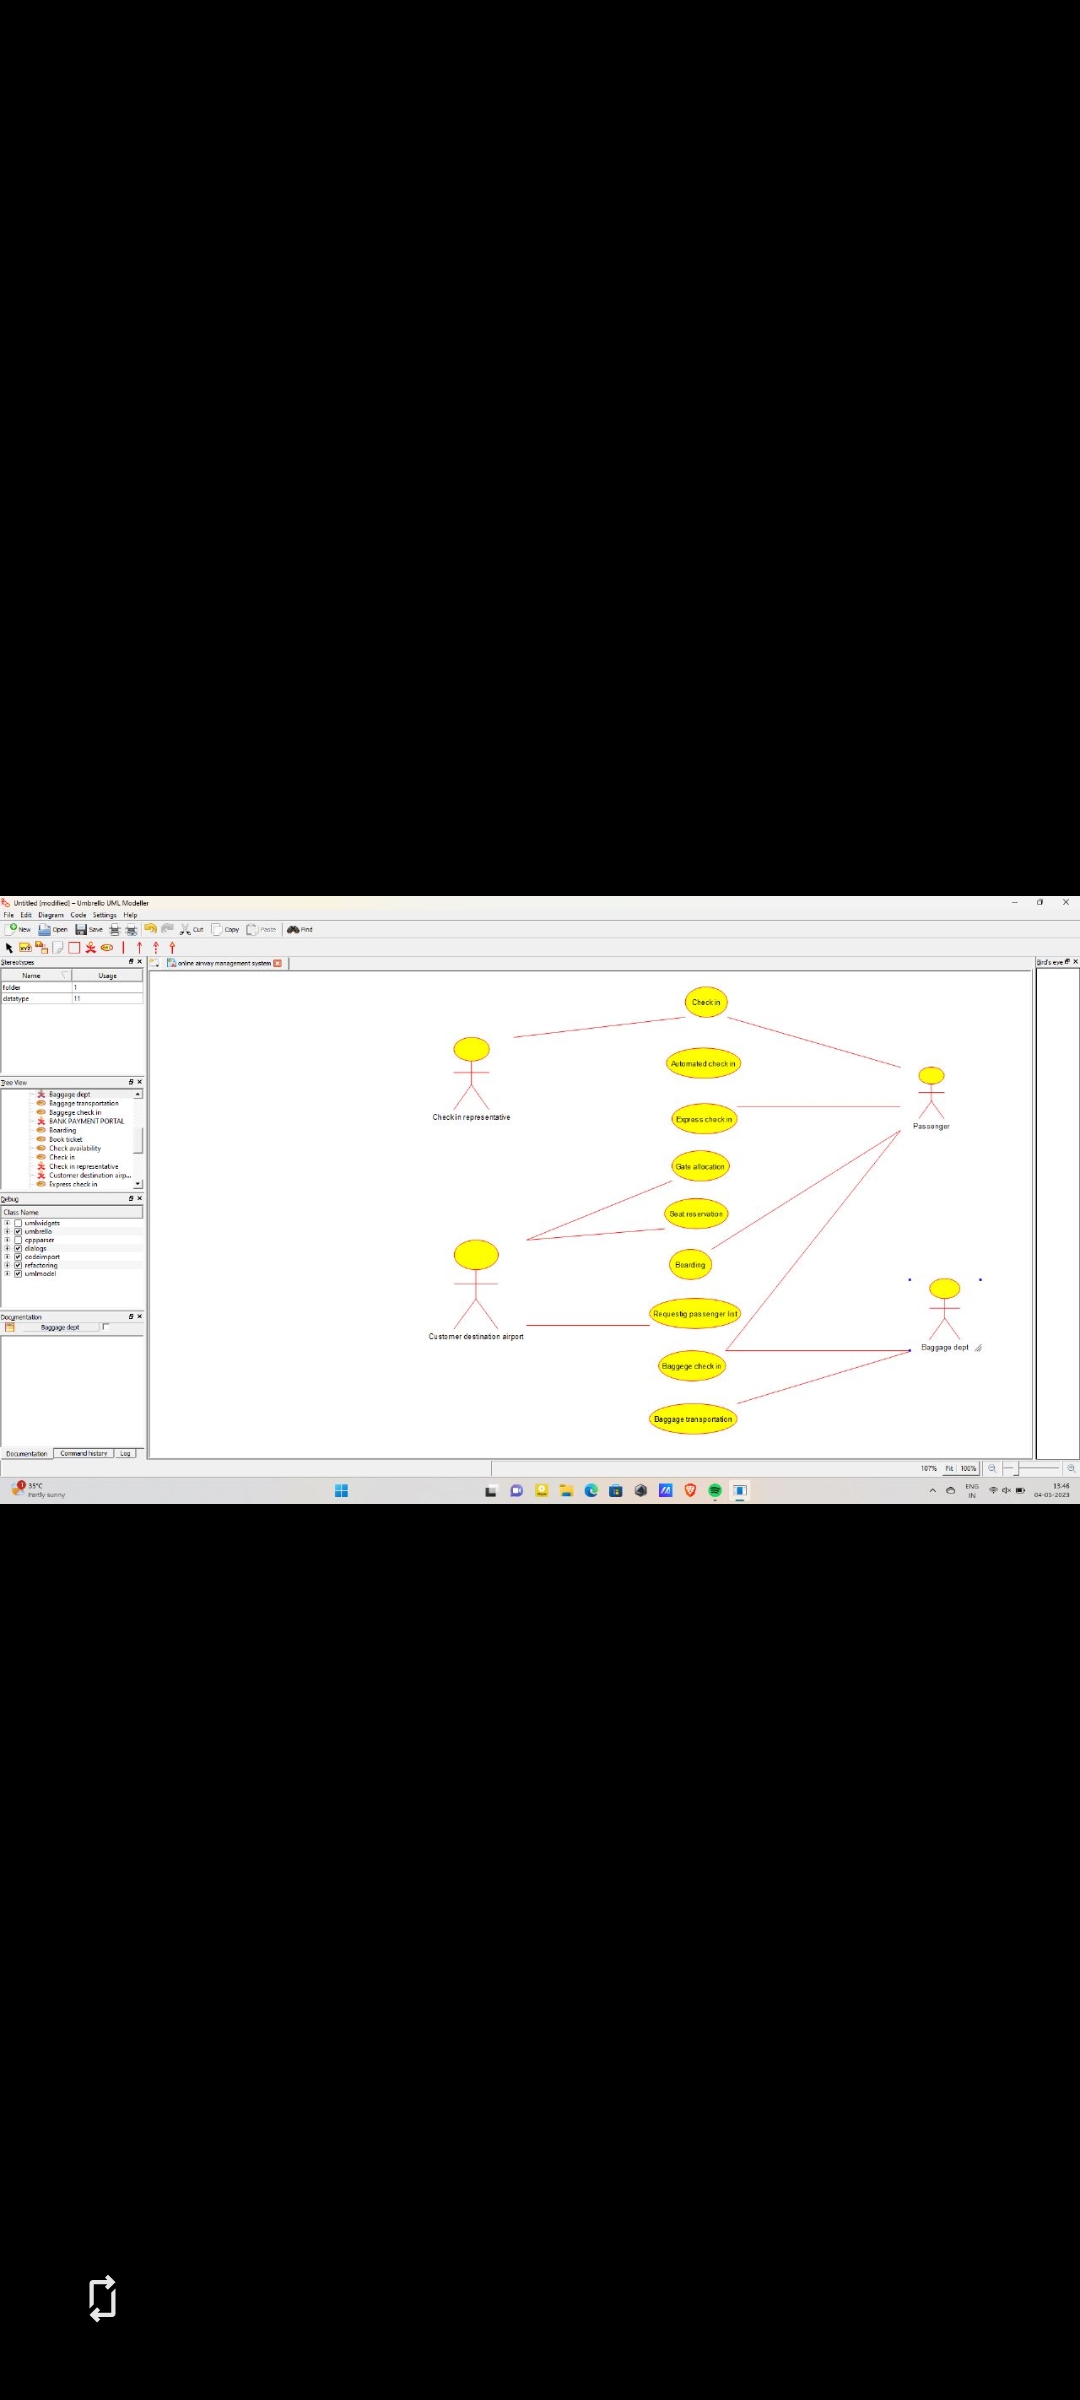 Untitled [modified] – Umbrello UML Modeller
File Edit Diagram Code Settings Help
New Open Save Cut Copy Paste Find
Stereotypes
online airway management system
Bird's eye
Name Usage
folder 1
datatype 11
Tree View
Baggage dept
Baggage transportation
Baggege check in
BANK PAYMENT PORTAL
Boarding
Book ticket
Check availability
Check in
Check in representative
Customer destination airp...
Express check in
Debug
Class Name
umlwidgets
umbrello
cppparser
dialogs
codeimport
refactoring
umlmodel
Documentation
Baggage dept
Documentation Command history Log
Check in
Automated check in
Check in representative
Express check in
Passenger
Gate allocation
Seat reservation
Boarding
Requestig passenger list
Customer destination airport
Baggage dept
Baggege check in
Baggage transportation
107% Fit 100%
35°C
Partly sunny
ENG
IN
13:46
04-05-2023